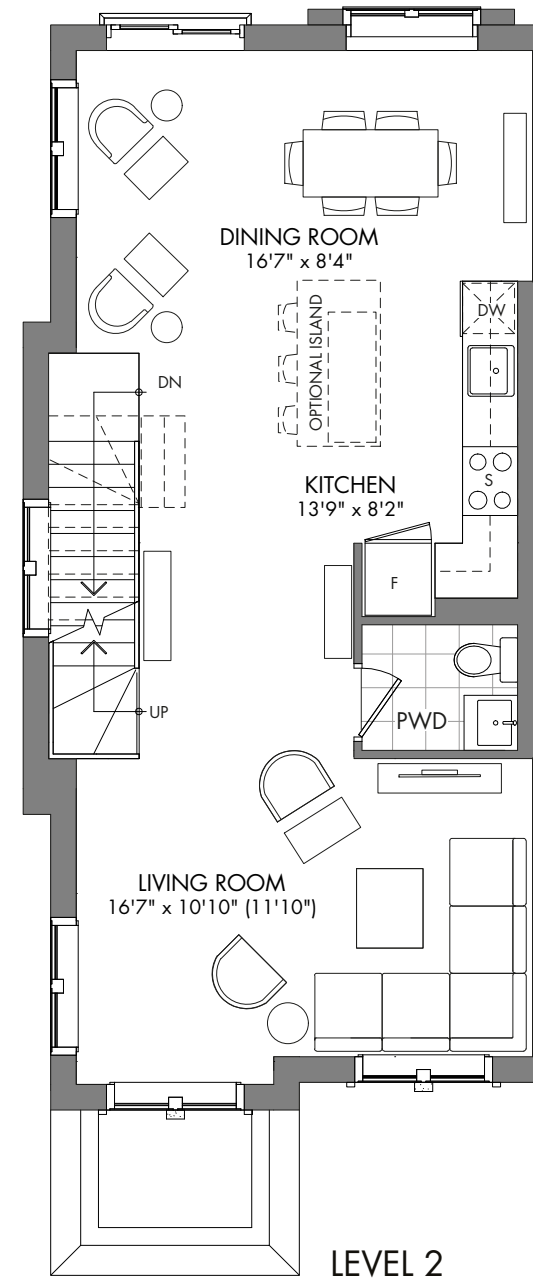 DINING ROOM
16'7" x 8'4"
DW
OPTIONAL ISLAND
DN
S
KITCHEN
13'9" x 8'2"
F
UP
PWD
LIVING ROOM
16'7" x 10'10" (11'10")
LEVEL 2